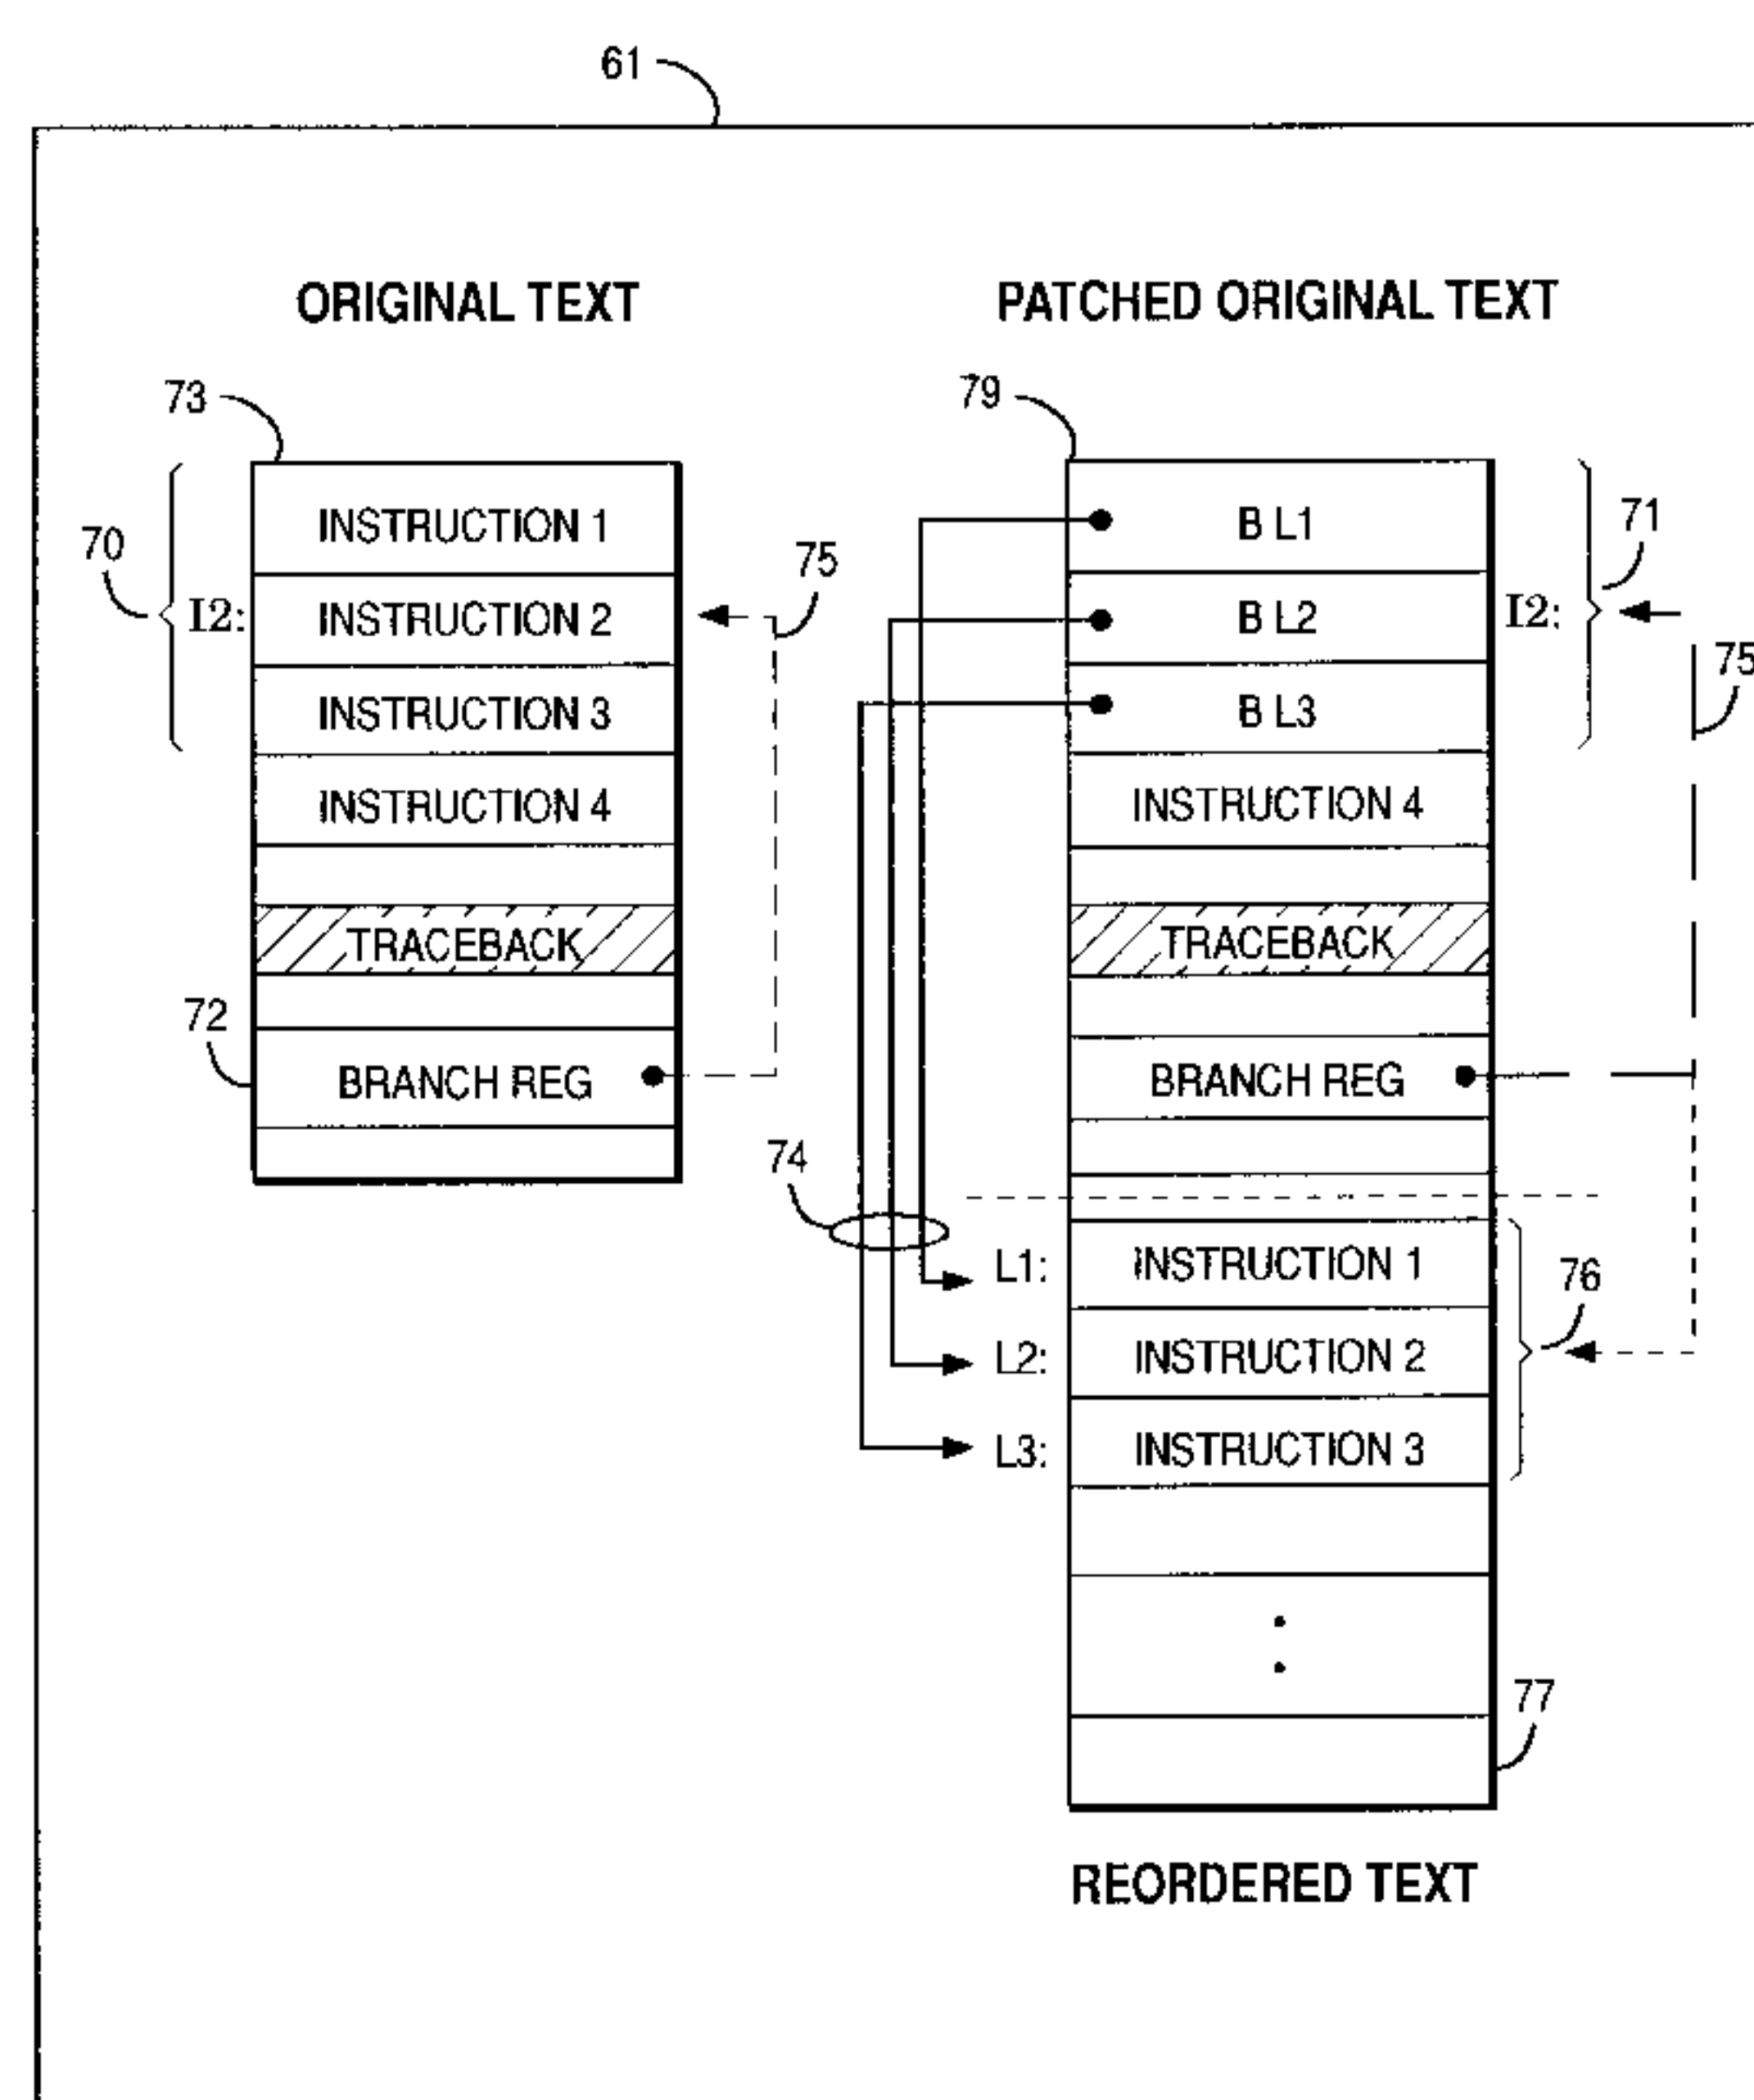 61
ORIGINAL TEXT
73
70
I2:
INSTRUCTION 1
INSTRUCTION 2
INSTRUCTION 3
INSTRUCTION 4
TRACEBACK
72
BRANCH REG
75
PATCHED ORIGINAL TEXT
79
B L1
B L2
B L3
I2:
71
75
INSTRUCTION 4
TRACEBACK
BRANCH REG
74
L1: INSTRUCTION 1
L2: INSTRUCTION 2
L3: INSTRUCTION 3
76
77
REORDERED TEXT